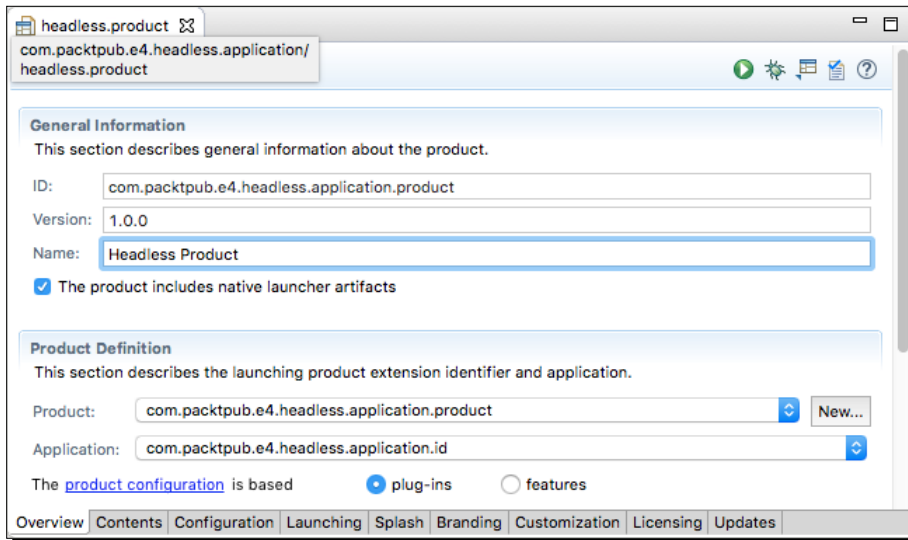 headless.product
com.packtpub.e4.headless.application/
headless.product
General Information
This section describes general information about the product.
ID: com.packtpub.e4.headless.application.product
Version: 1.0.0
Name: Headless Product
The product includes native launcher artifacts
Product Definition
This section describes the launching product extension identifier and application.
Product: com.packtpub.e4.headless.application.product New...
Application: com.packtpub.e4.headless.application.id
The product configuration is based plug-ins features
Overview Contents Configuration Launching Splash Branding Customization Licensing Updates